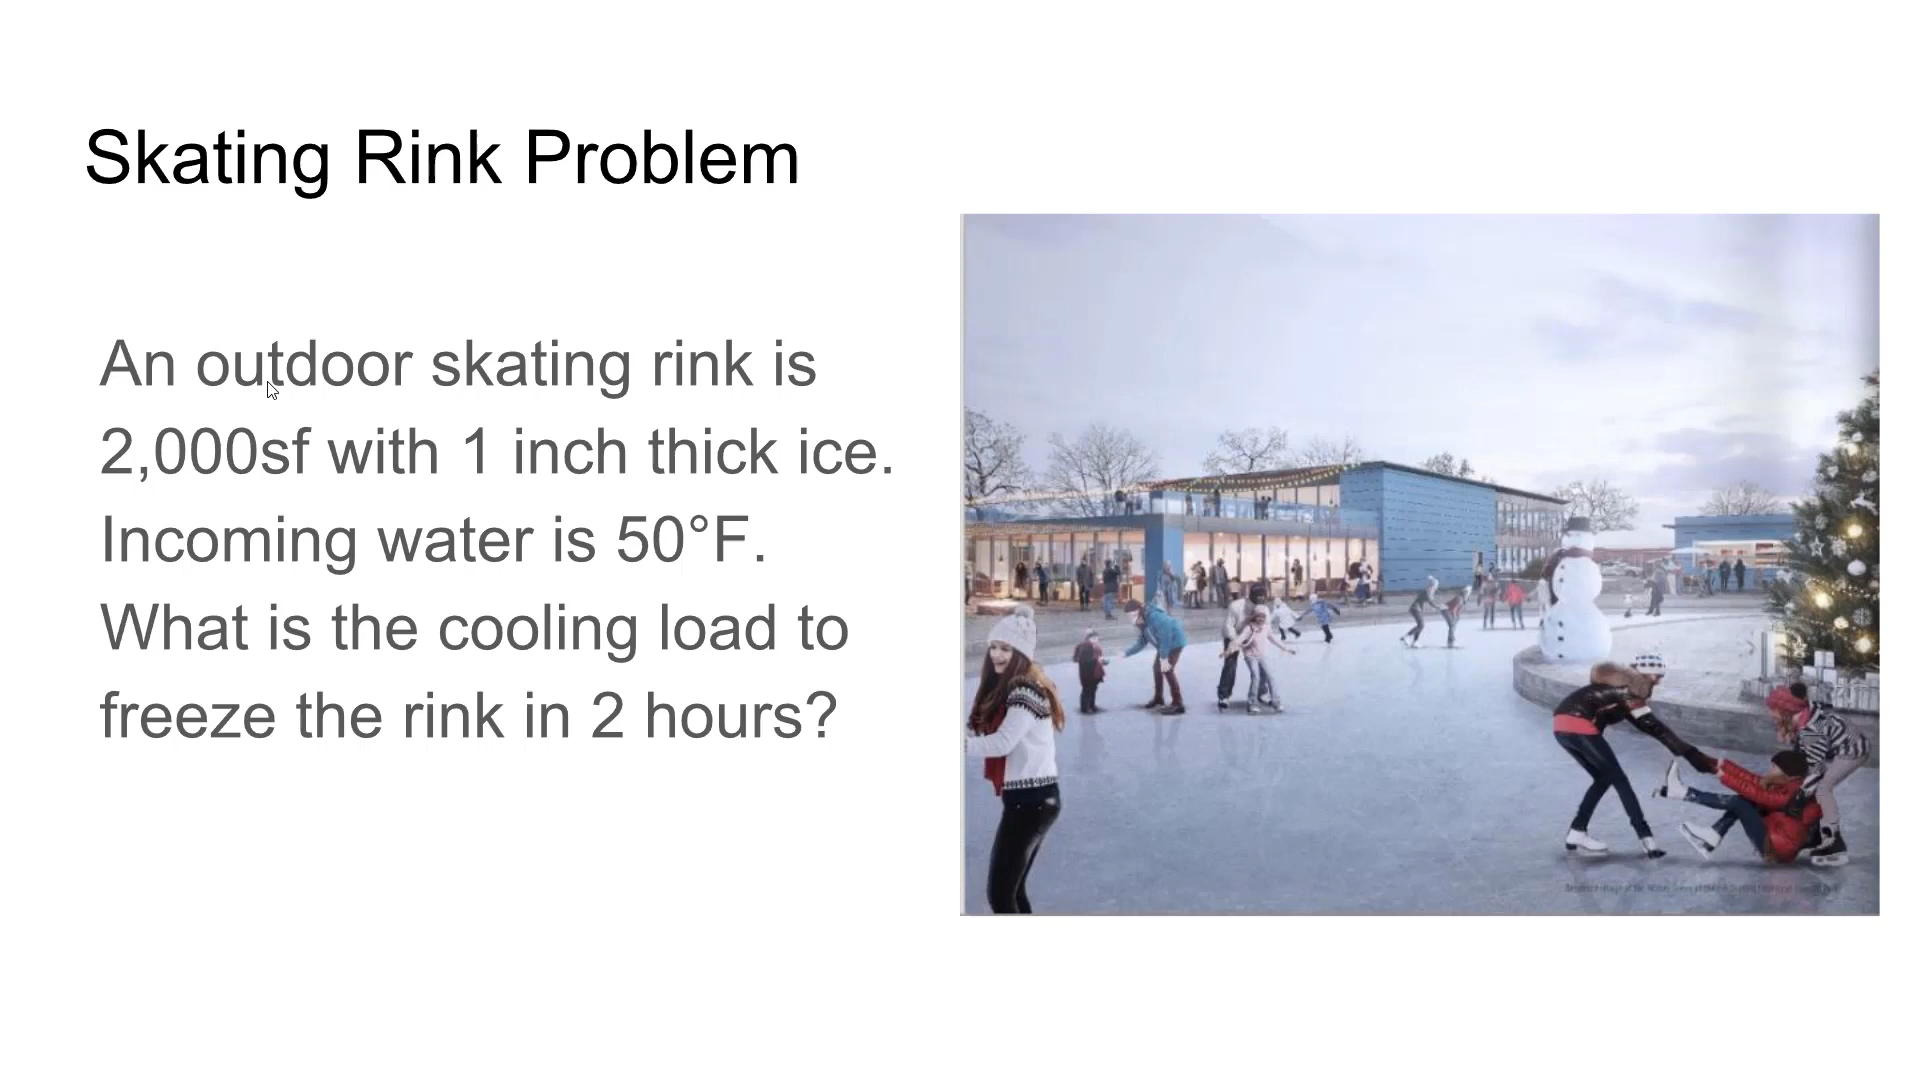 Skating Rink Problem
An outdoor skating rink is
2,000sf with 1 inch thick ice.
Incoming water is 50°F.
What is the cooling load to
freeze the rink in 2 hours?